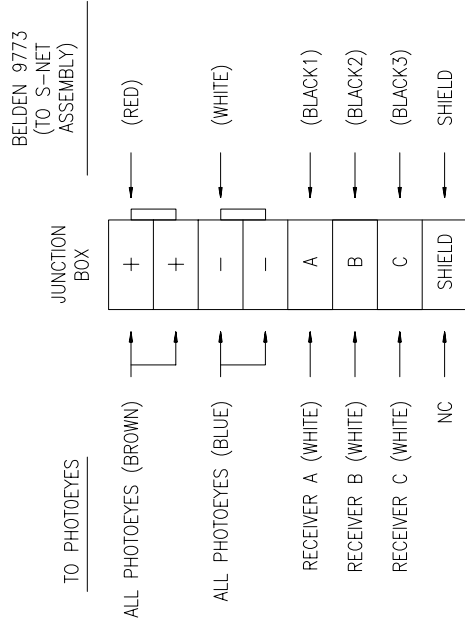 TO PHOTOEYES
JUNCTION
BOX
BELDEN 9773
(TO S-NET
ASSEMBLY)
ALL PHOTOEYES (BROWN)
+
(RED)
+
ALL PHOTOEYES (BLUE)
-
(WHITE)
-
RECEIVER A (WHITE)
A
(BLACK1)
RECEIVER B (WHITE)
B
(BLACK2)
RECEIVER C (WHITE)
C
(BLACK3)
NC
SHIELD
SHIELD